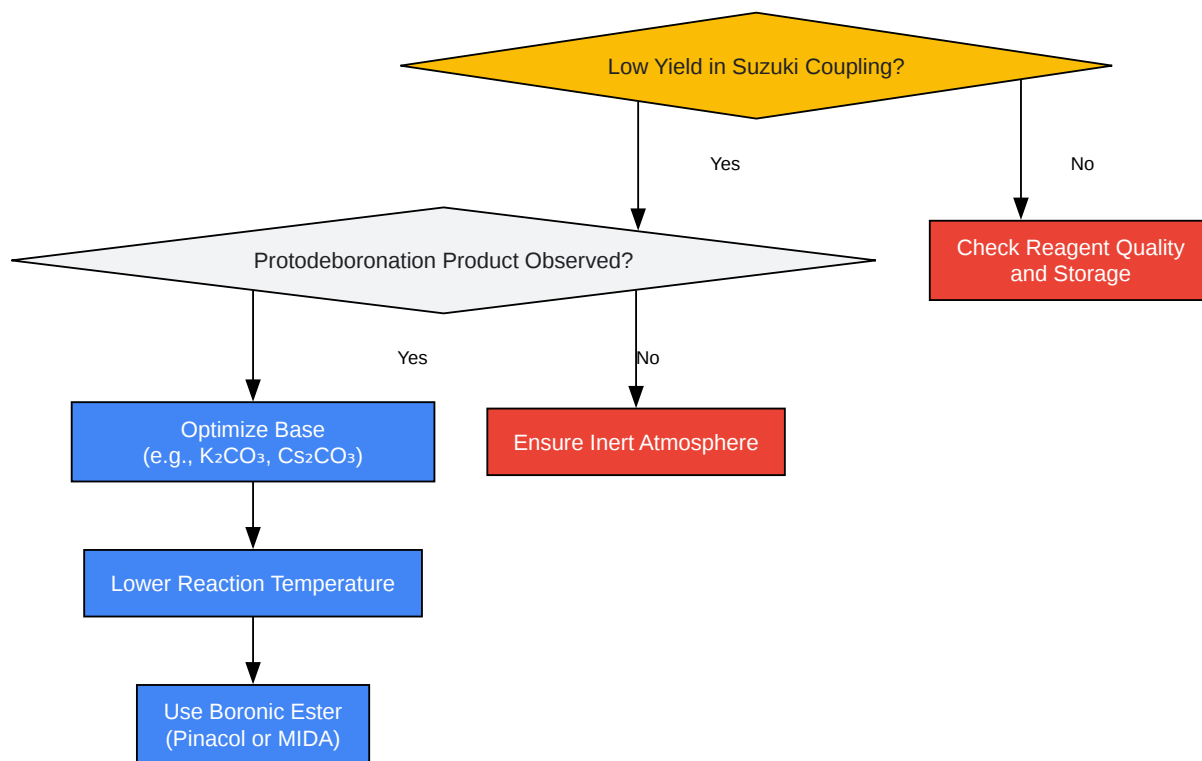 Low Yield in Suzuki Coupling?
Yes
No
Protodeboronation Product Observed?
Check Reagent Quality
and Storage
Yes
No
Optimize Base
(e.g., K₂CO₃, Cs₂CO₃)
Ensure Inert Atmosphere
Lower Reaction Temperature
Use Boronic Ester
(Pinacol or MIDA)